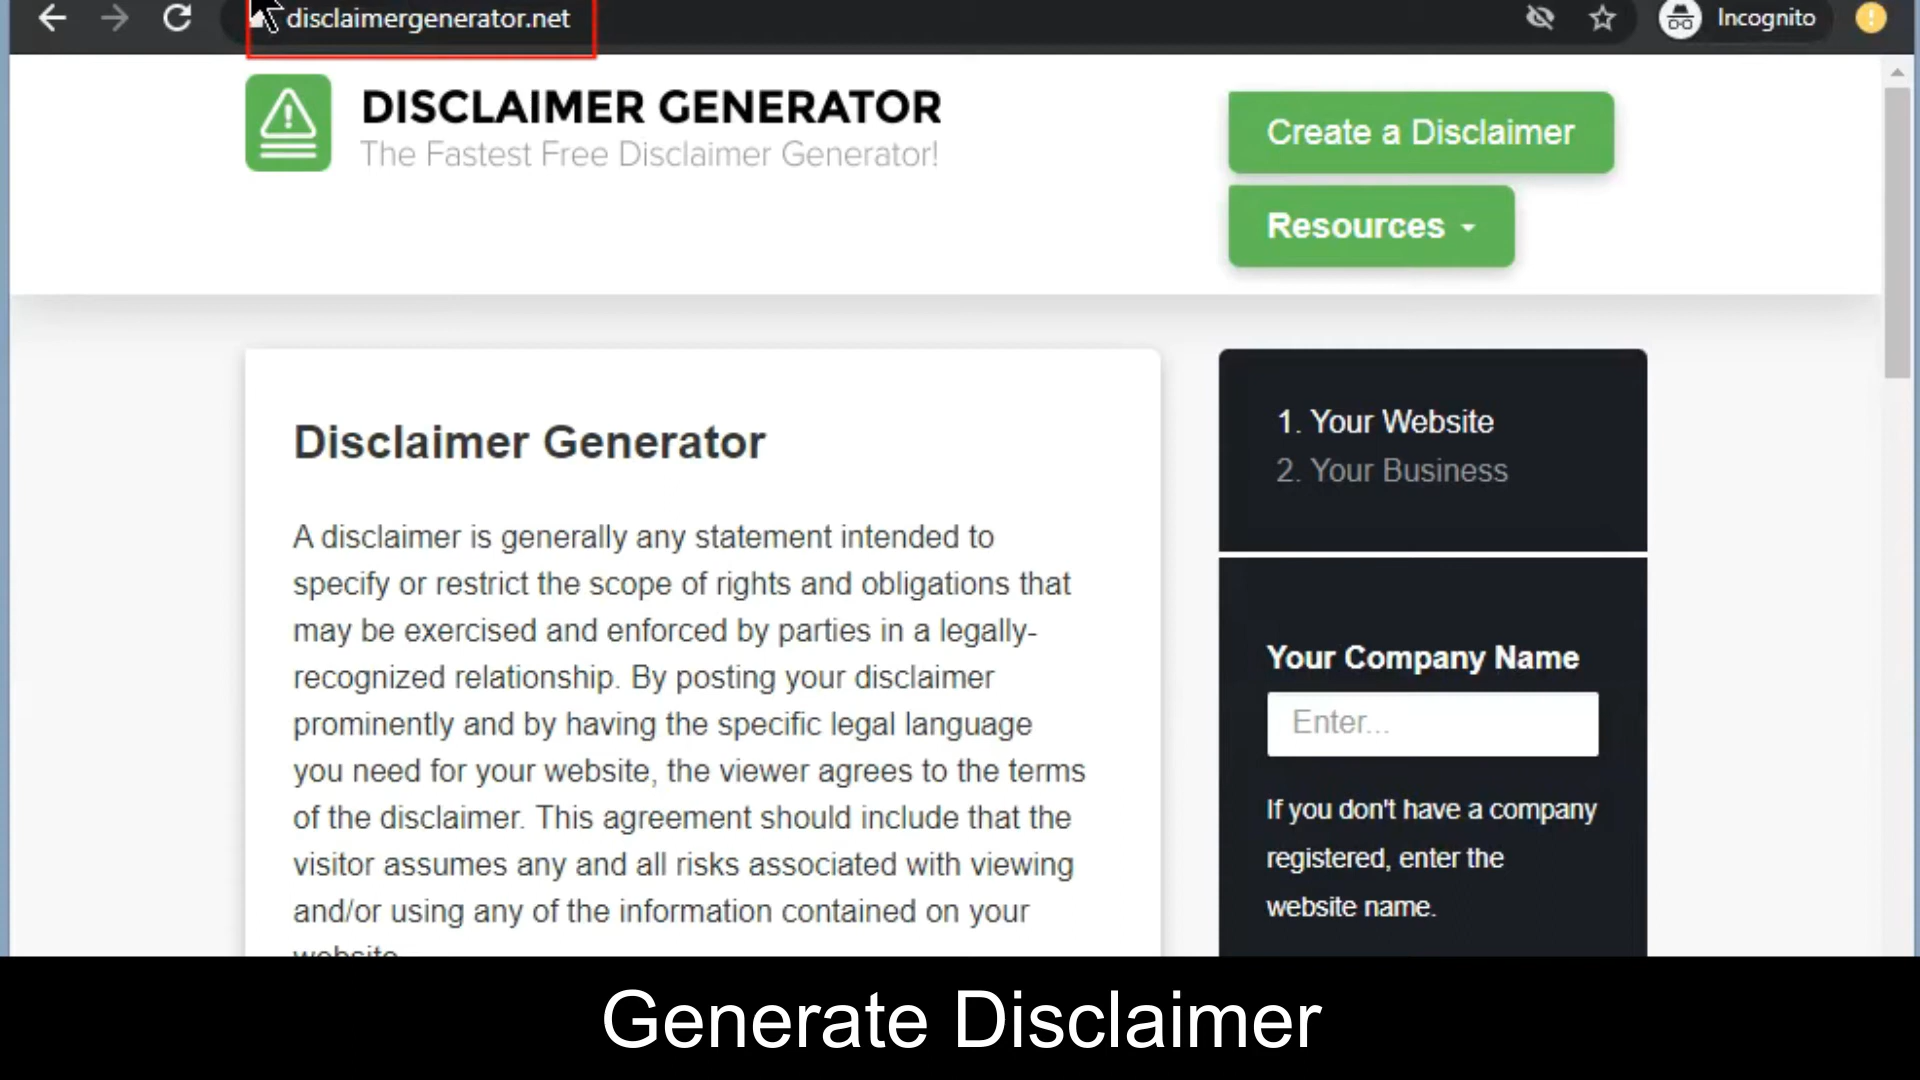 disclaimergenerator.net
Incognito
DISCLAIMER GENERATOR
The Fastest Free Disclaimer Generator!
Create a Disclaimer
Resources
Disclaimer Generator
A disclaimer is generally any statement intended to
specify or restrict the scope of rights and obligations that
may be exercised and enforced by parties in a legally-
recognized relationship. By posting your disclaimer
prominently and by having the specific legal language
you need for your website, the viewer agrees to the terms
of the disclaimer. This agreement should include that the
visitor assumes any and all risks associated with viewing
and/or using any of the information contained on your
website.
1. Your Website
2. Your Business
Your Company Name
Enter...
If you don't have a company
registered, enter the
website name.
Generate Disclaimer